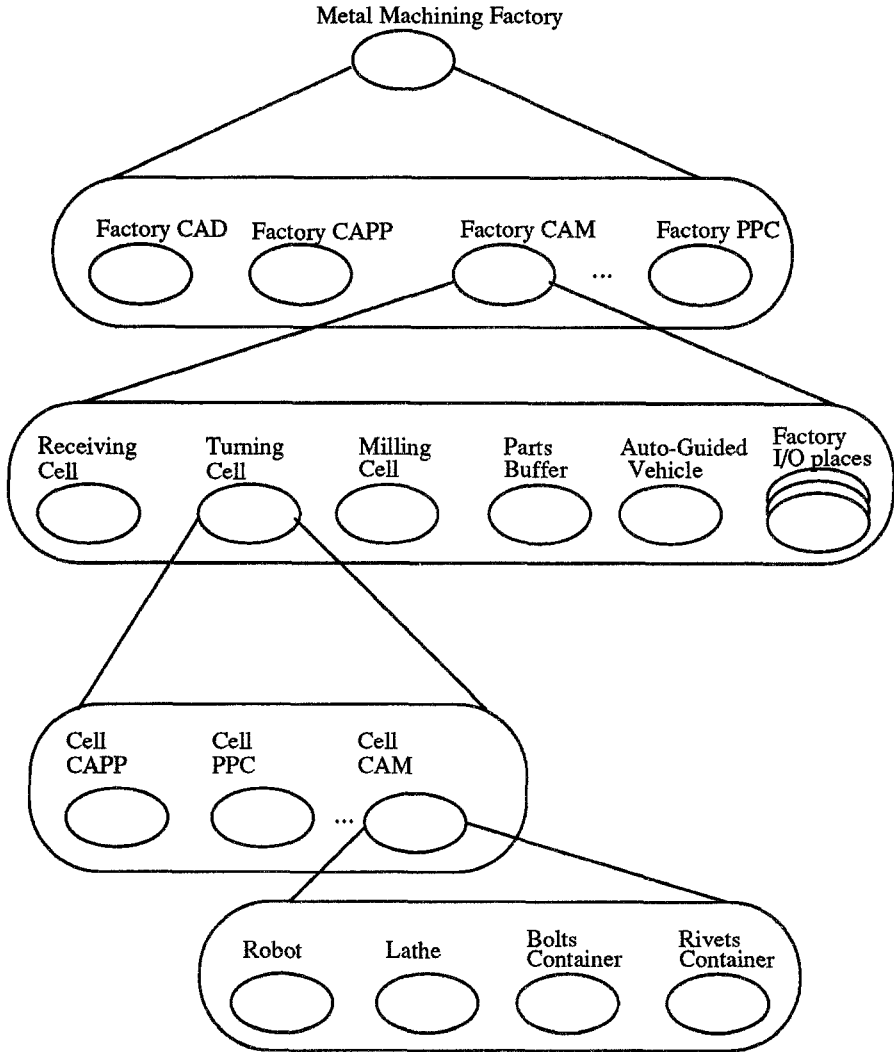 Metal Machining Factory
Factory CAD
Factory CAPP
Factory CAM
...
Factory PPC
Receiving
Cell
Turning
Cell
Milling
Cell
Parts
Buffer
Auto-Guided
Vehicle
Factory
I/O places
Cell
CAPP
Cell
PPC
...
Cell
CAM
Robot
Lathe
Bolts
Container
Rivets
Container